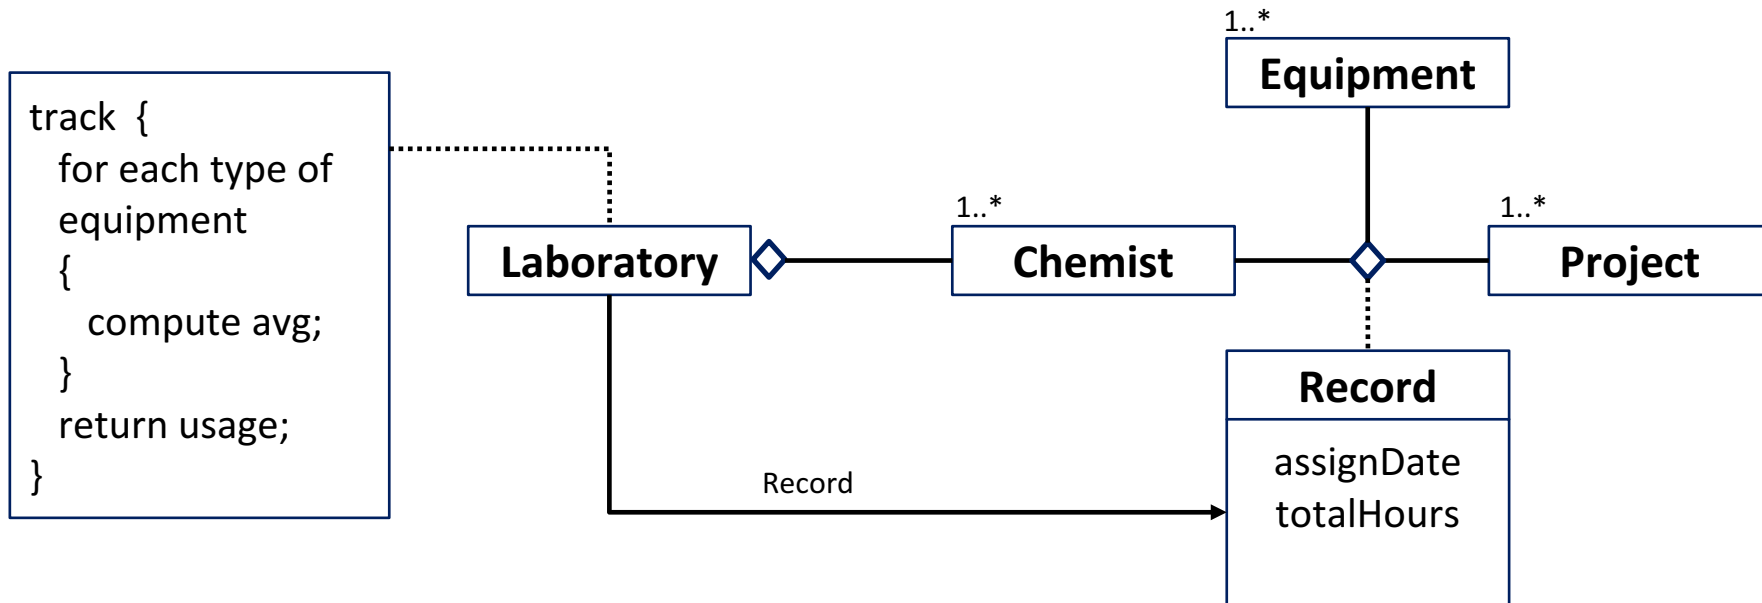 track {
for each type of
equipment
{
compute avg;
}
return usage;
}
Laboratory
1..*
Chemist
1..*
Equipment
1..*
Project
Record
assignDate
totalHours
Record